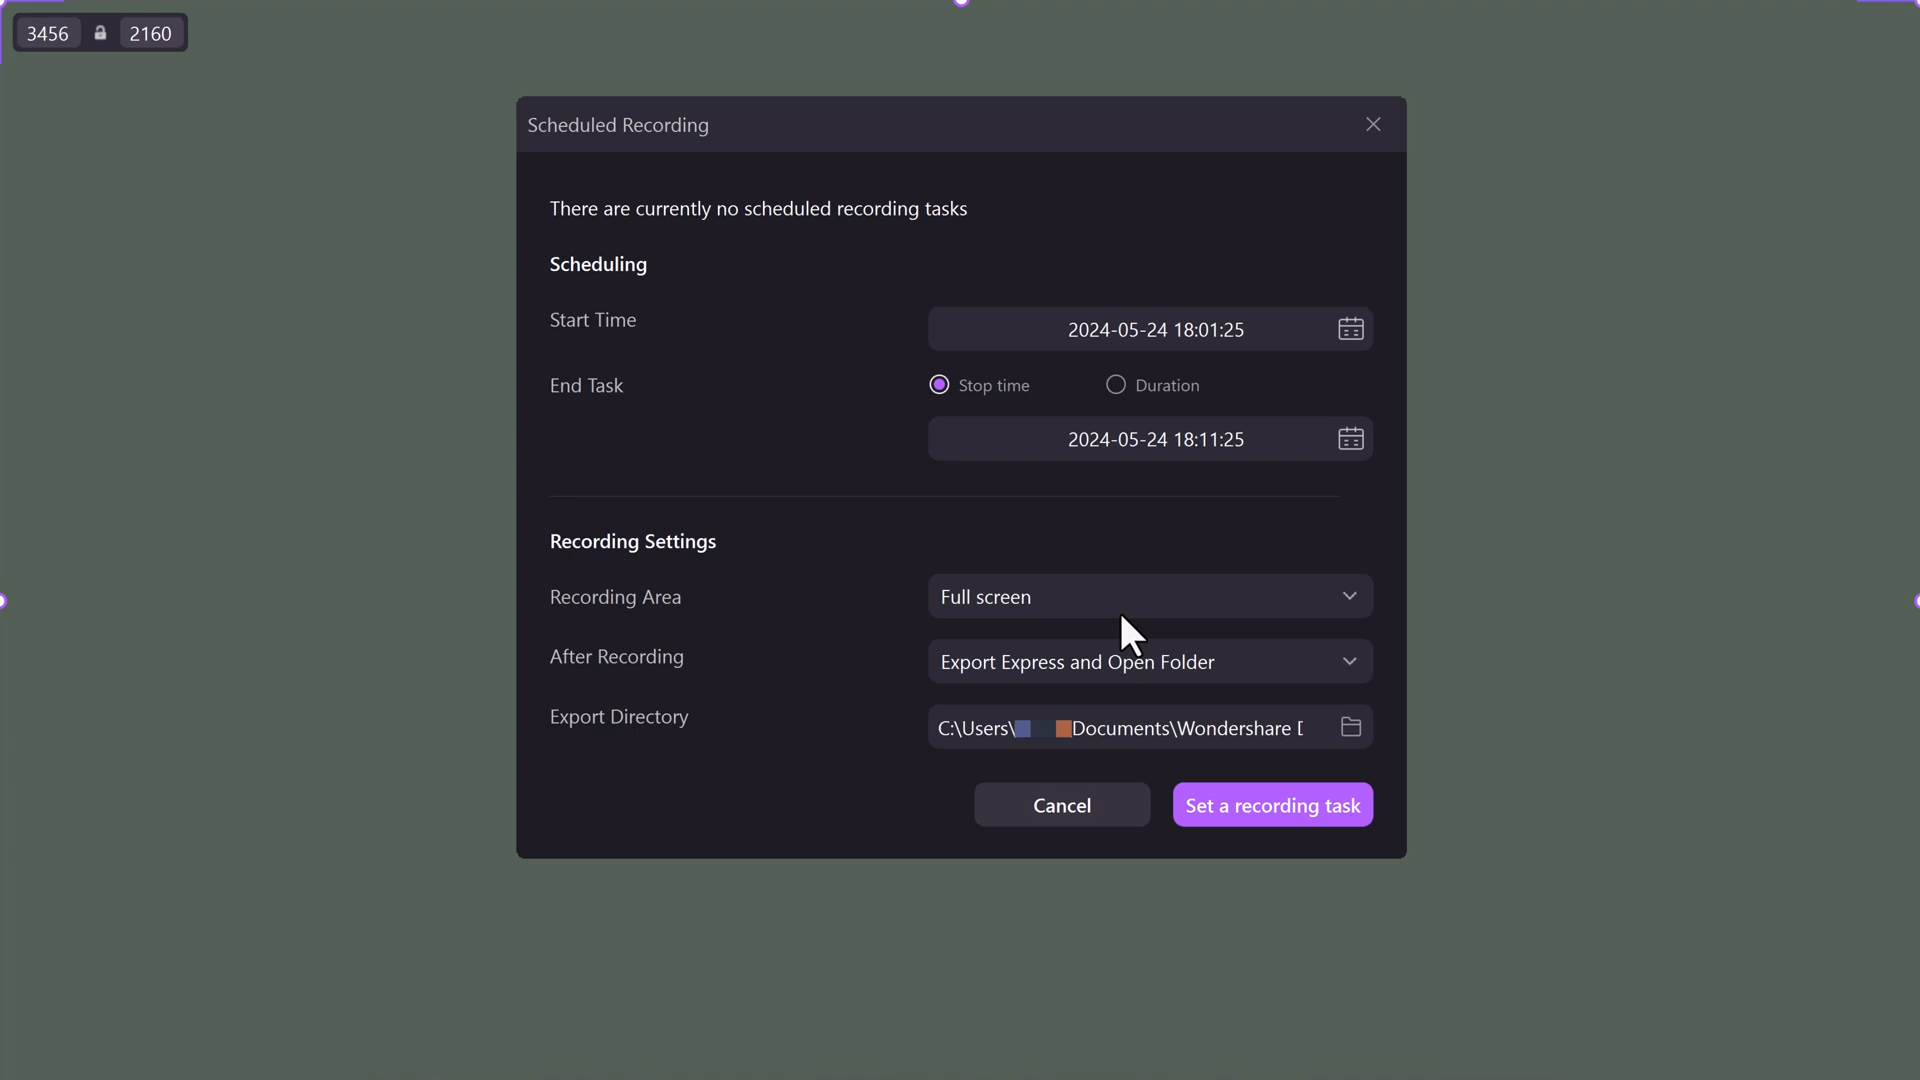 3456 2160
Scheduled Recording
There are currently no scheduled recording tasks
Scheduling
Start Time 2024-05-24 18:01:25
End Task Stop time Duration
2024-05-24 18:11:25
Recording Settings
Recording Area Full screen
After Recording Export Express and Open Folder
Export Directory C:\Users\ Documents\Wondershare
Cancel Set a recording task